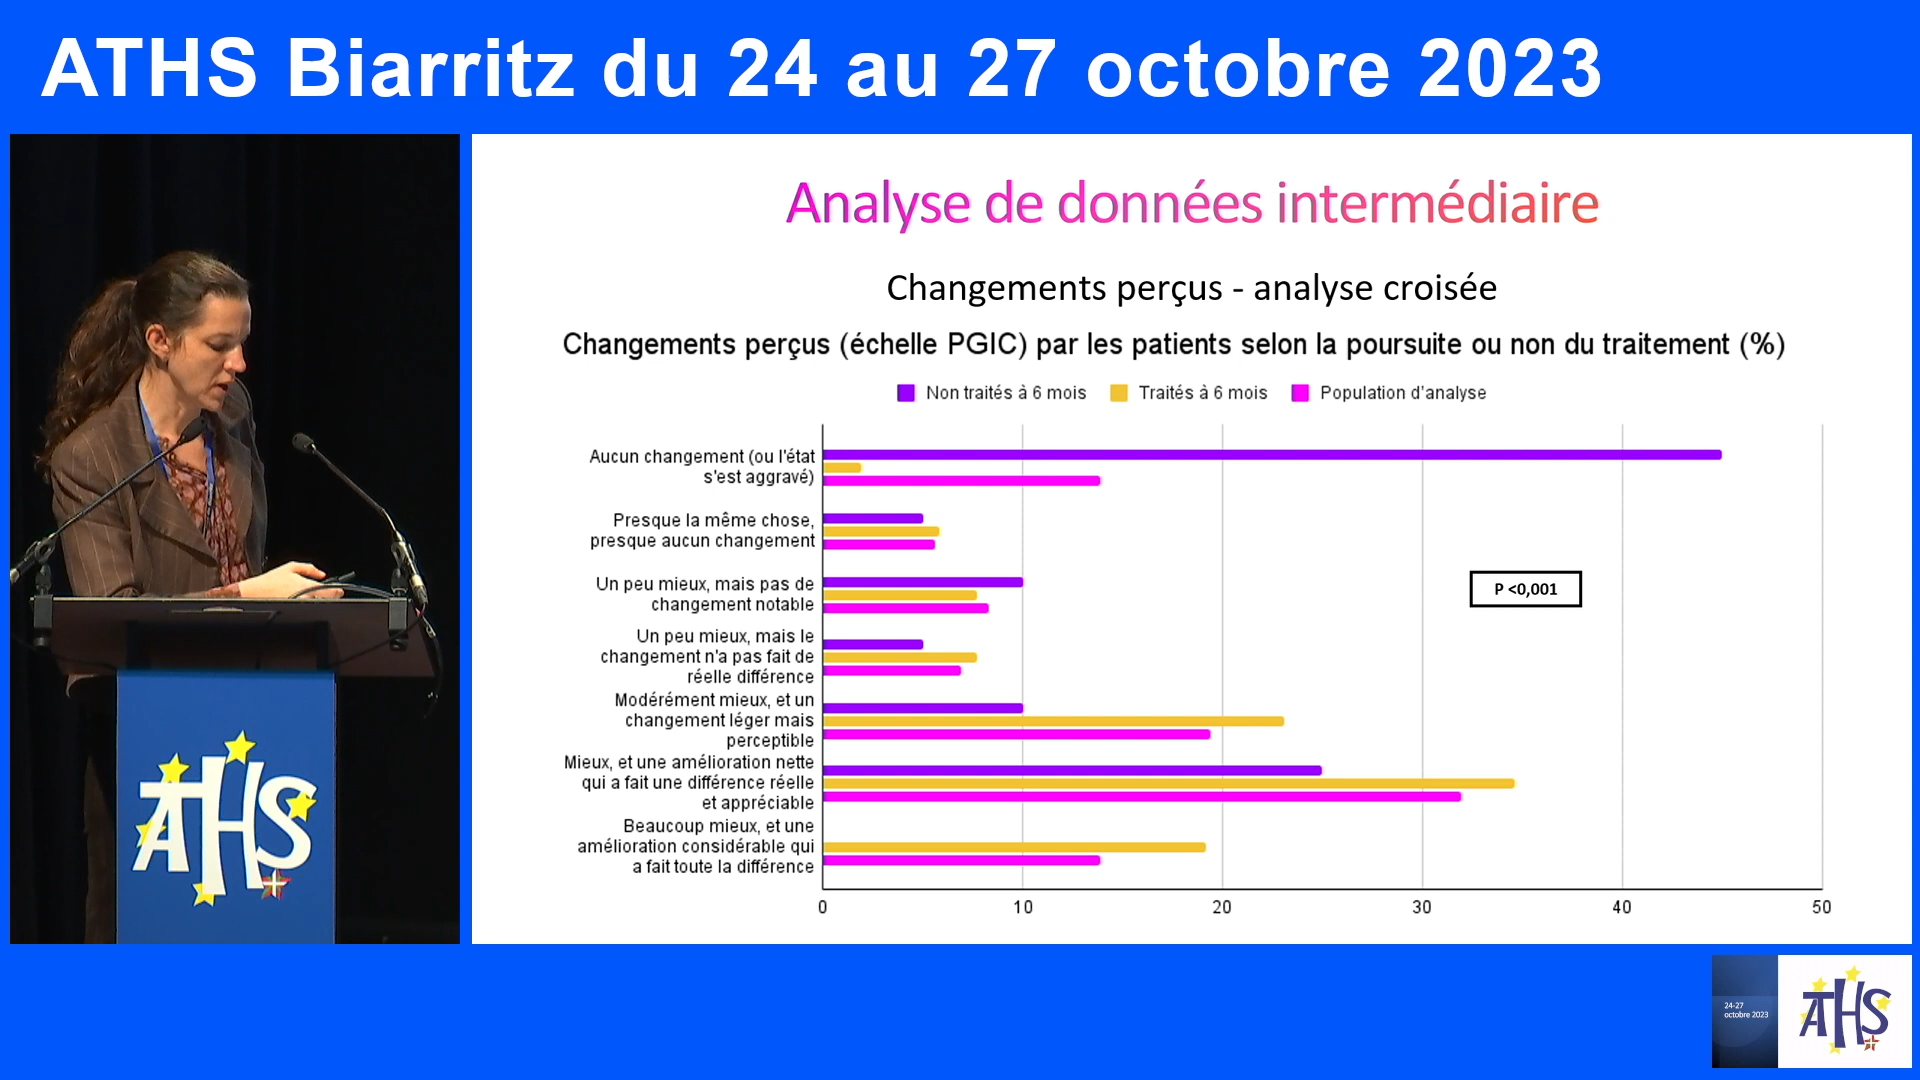 ATHS Biarritz du 24 au 27 octobre 2023
Analyse de données intermédiaire
Changements perçus - analyse croisée
Changements perçus (échelle PGIC) par les patients selon la poursuite ou non du traitement (%)
Non traités à 6 mois
Traités à 6 mois
Population d'analyse
Aucun changement (ou l'état
s'est aggravé)
Presque la même chose,
presque aucun changement
Un peu mieux, mais pas de
changement notable
Un peu mieux, mais le
changement n'a pas fait de
réelle différence
Modérément mieux, et un
changement léger mais
perceptible
Mieux, et une amélioration nette
qui a fait une différence réelle
et appréciable
Beaucoup mieux, et une
amélioration considérable qui
a fait toute la différence
P <0,001
0
10
20
30
40
50
ATHS
24-27
octobre 2023
ATHS